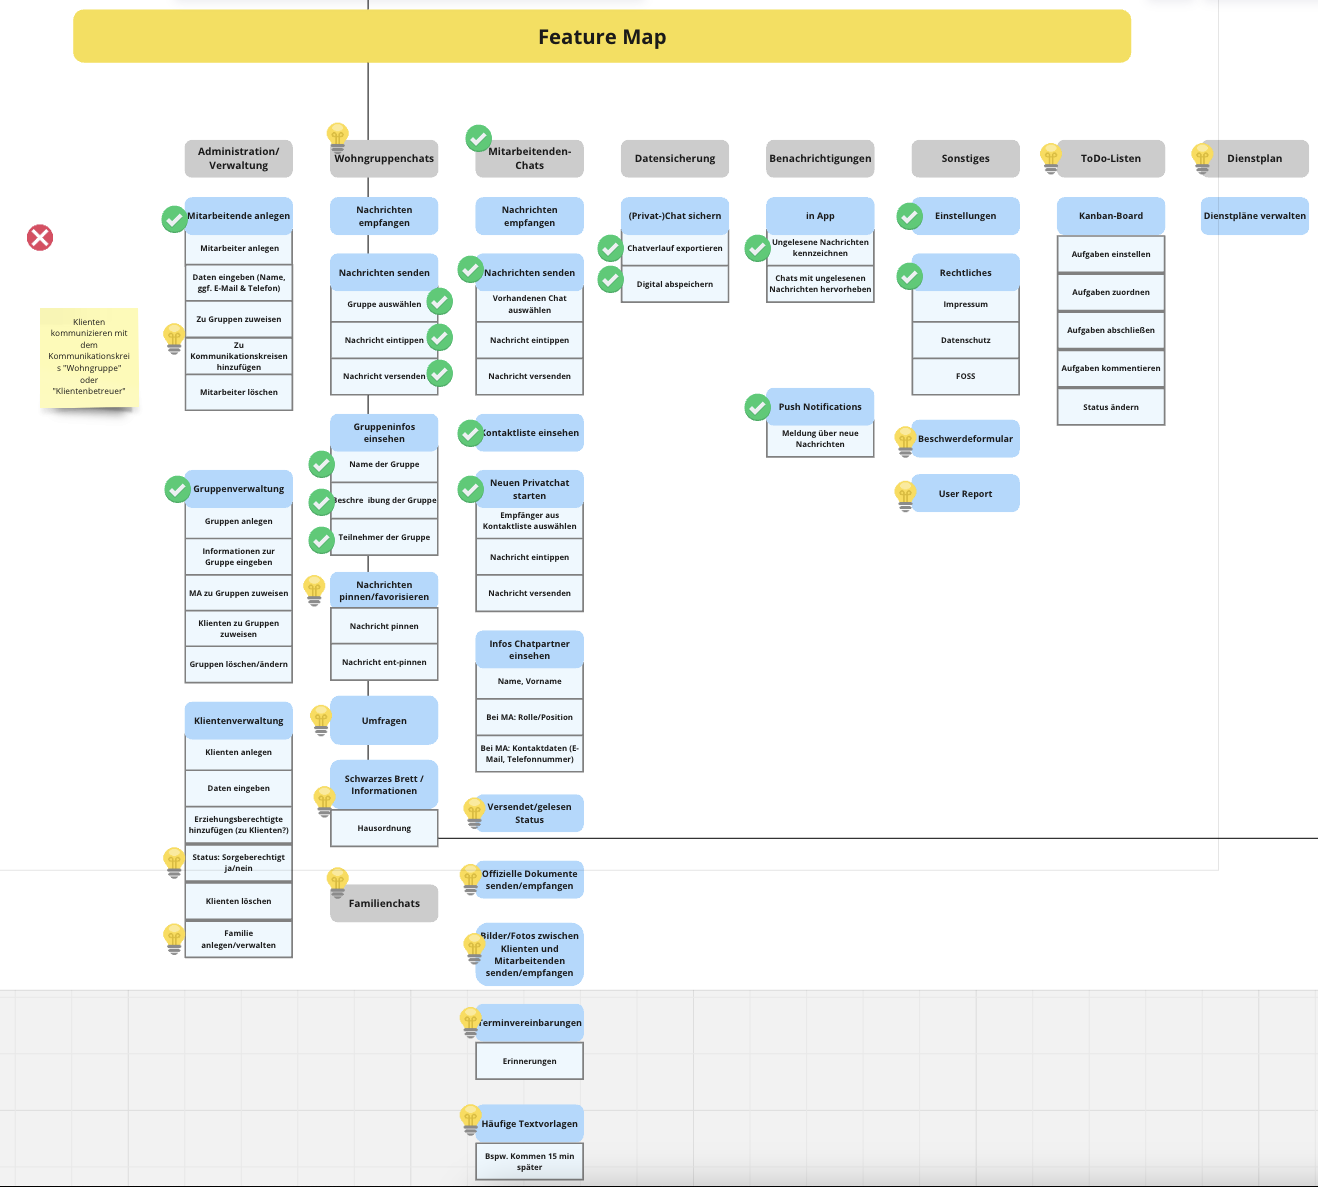 Feature Map
Administration/
Verwaltung
Mitarbeitende anlegen
Mitarbeiter anlegen
Daten eingeben (Name,
ggf. E-Mail & Telefon)
Zu Gruppen zuweisen
Zu
Kommunikationskreisen
hinzufügen
Mitarbeiter löschen
Klienten
kommunizieren mit
dem
Kommunikationskrei
s "Wohngruppe"
oder
"Klientenbetreuer"
Gruppenverwaltung
Gruppen anlegen
Informationen zur
Gruppe eingeben
MA zu Gruppen zuweisen
Klienten zu Gruppen
zuweisen
Gruppen löschen/ändern
Klientenverwaltung
Klienten anlegen
Daten eingeben
Erziehungsberechtigte
hinzufügen (zu Klienten?)
Status: Sorgeberechtigt
ja/nein
Klienten löschen
Familie
anlegen/verwalten
Wohngruppenchats
Nachrichten
empfangen
Nachrichten senden
Gruppe auswählen
Nachricht eintippen
Nachricht versenden
Gruppeninfos
einsehen
Name der Gruppe
Beschre ibung der Gruppe
Teilnehmer der Gruppe
Nachrichten
pinnen/favorisieren
Nachricht pinnen
Nachricht ent-pinnen
Umfragen
Schwarzes Brett /
Informationen
Hausordnung
Familienchats
Mitarbeitenden-
Chats
Nachrichten
empfangen
Nachrichten senden
Vorhandenen Chat
auswählen
Nachricht eintippen
Nachricht versenden
Kontaktliste einsehen
Neuen Privatchat
starten
Empfänger aus
Kontaktliste auswählen
Nachricht eintippen
Nachricht versenden
Infos Chatpartner
einsehen
Name, Vorname
Bei MA: Rolle/Position
Bei MA: Kontaktdaten (E-
Mail, Telefonnummer)
Versendet/gelesen
Status
Offizielle Dokumente
senden/empfangen
Bilder/Fotos zwischen
Klienten und
Mitarbeitenden
senden/empfangen
Terminvereinbarungen
Erinnerungen
Häufige Textvorlagen
Bspw. Kommen 15 min
später
Datensicherung
(Privat-)Chat sichern
Chatverlauf exportieren
Digital abspeichern
Benachrichtigungen
in App
Ungelesene Nachrichten
kennzeichnen
Chats mit ungelesenen
Nachrichten hervorheben
Push Notifications
Meldung über neue
Nachrichten
Sonstiges
Einstellungen
Rechtliches
Impressum
Datenschutz
FOSS
Beschwerdeformular
User Report
ToDo-Listen
Kanban-Board
Aufgaben einstellen
Aufgaben zuordnen
Aufgaben abschließen
Aufgaben kommentieren
Status ändern
Dienstplan
Dienstpläne verwalten